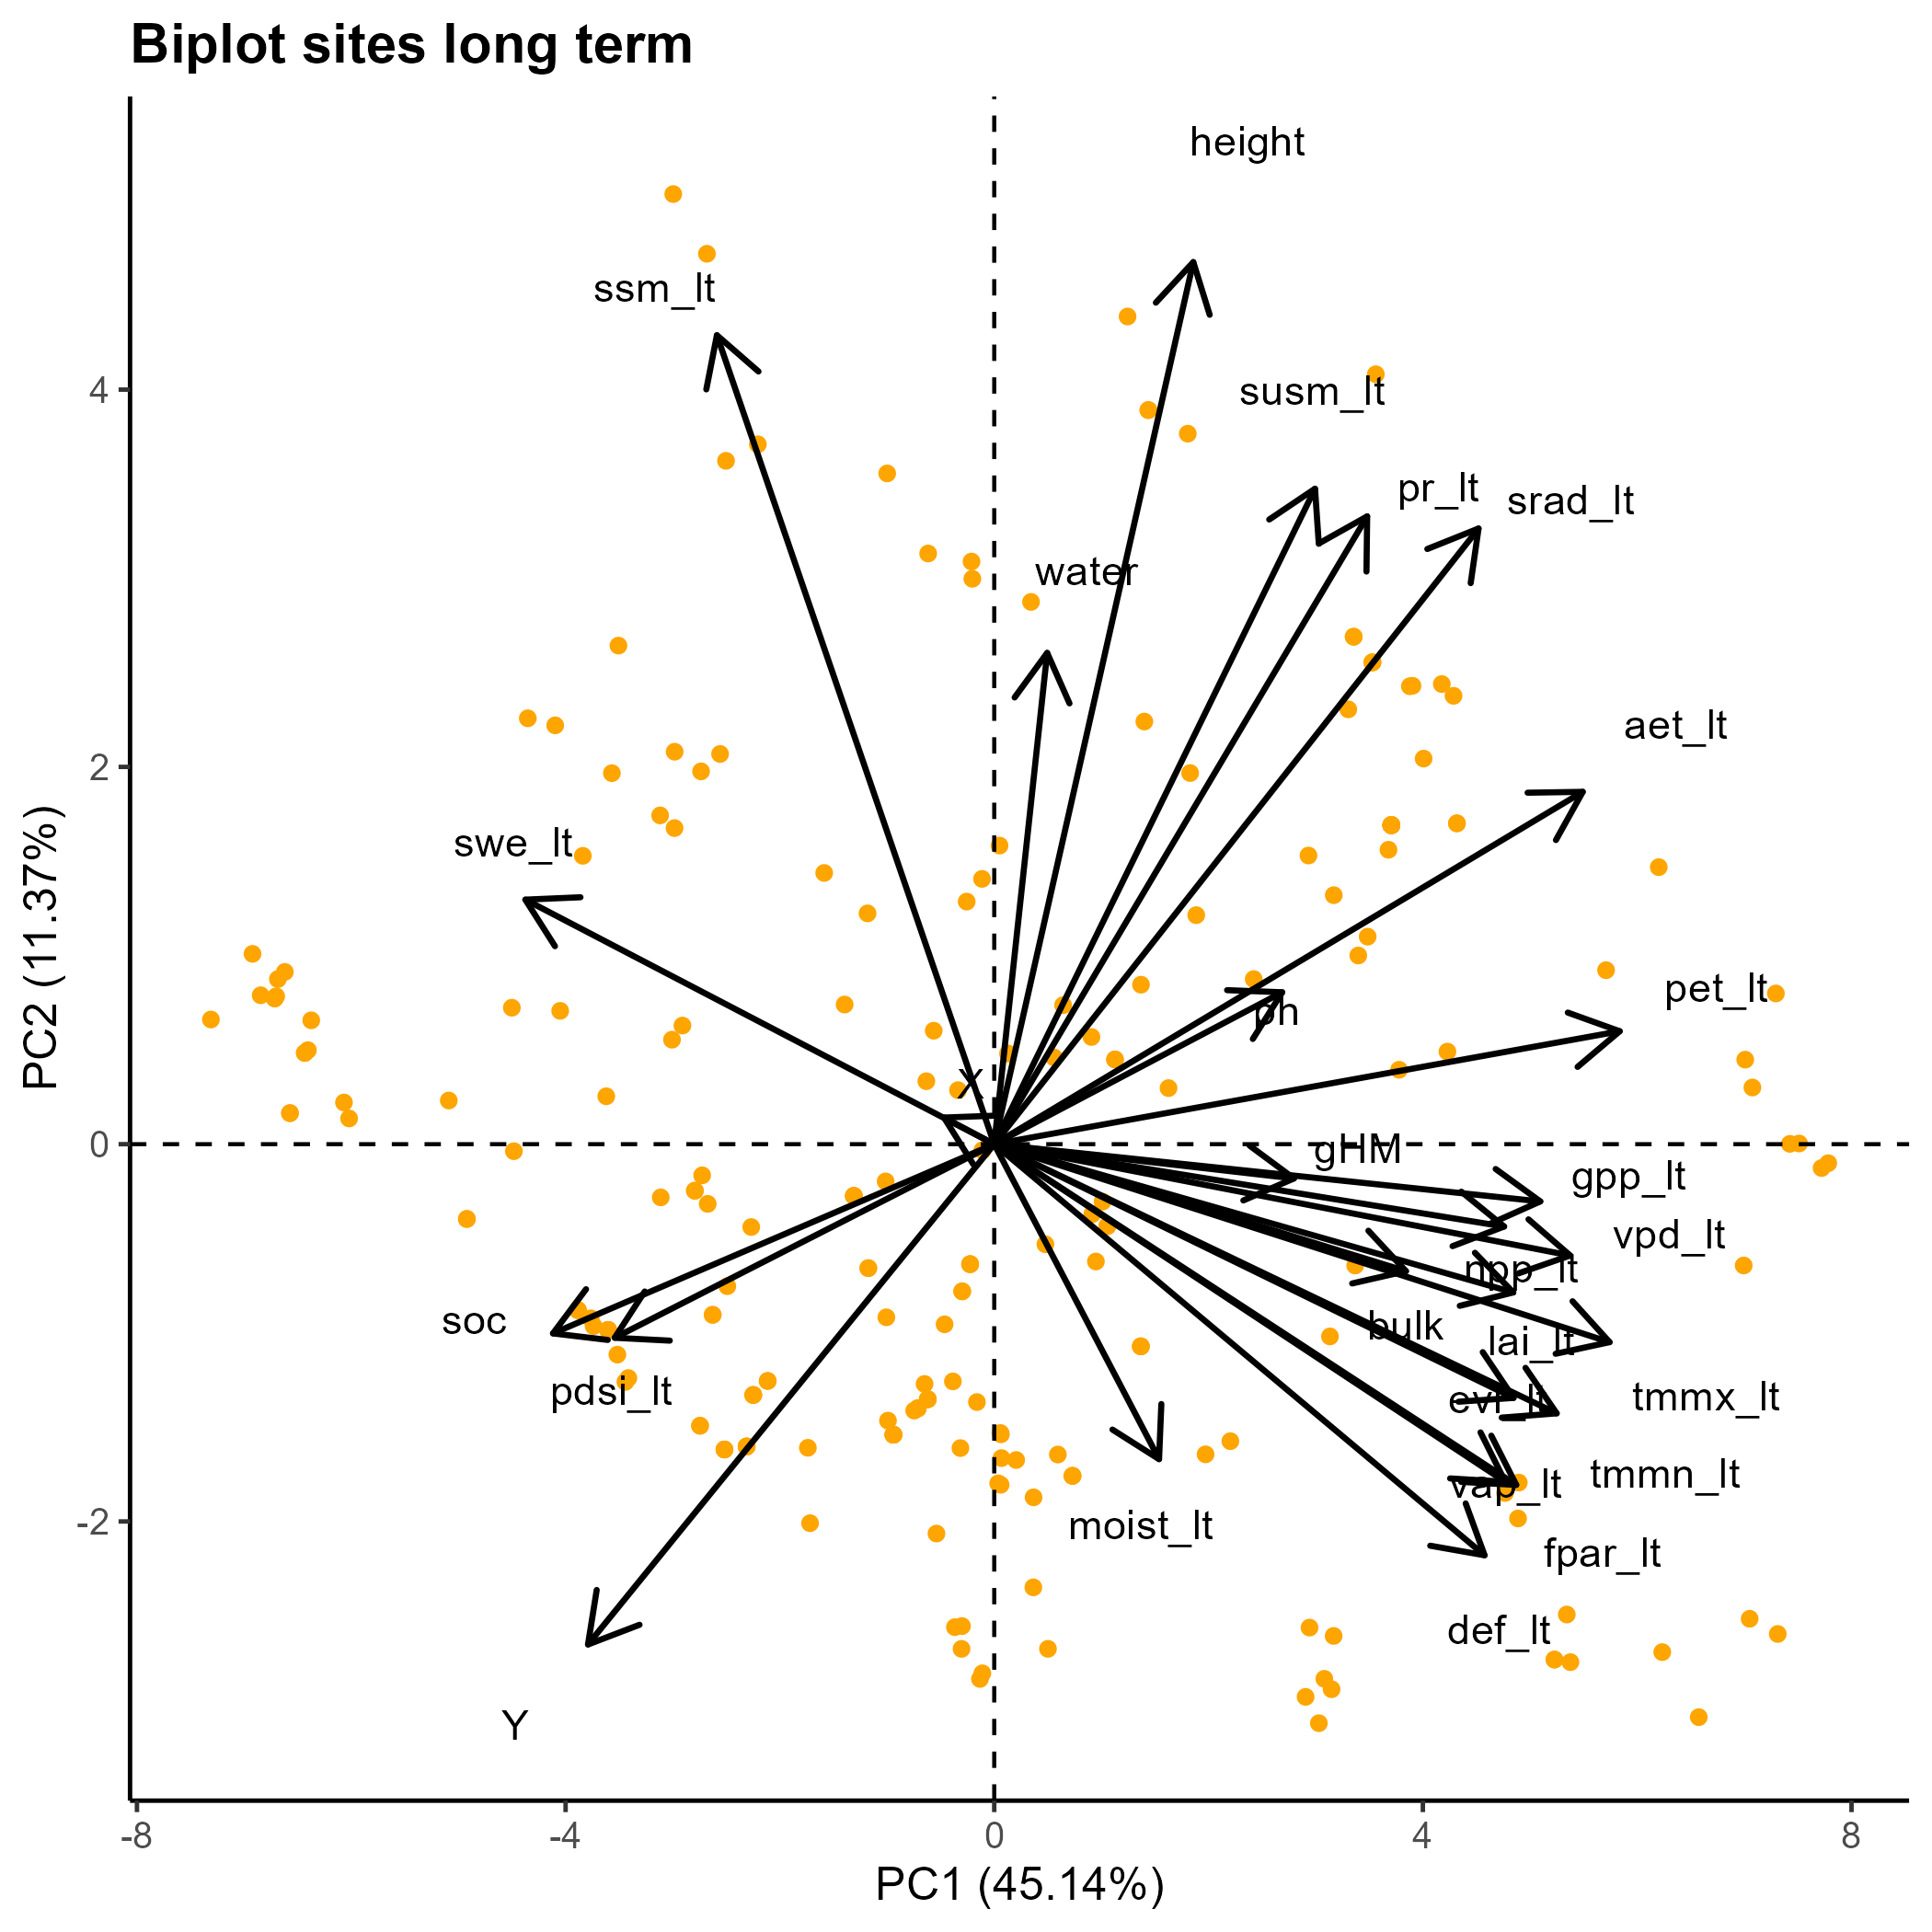 Biplot sites long term
height
ssm_lt
susm_lt
pr_lt
srad_lt
water
aet_lt
swe_lt
pet_lt
ph
X
gHM
gpp_lt
vpd_lt
npp_lt
bulk
lai_lt
soc
pdsi_lt
evi_lt
tmmx_lt
tmmn_lt
vap_lt
moist_lt
fpar_lt
def_lt
Y
4
2
0
-2
PC2 (11.37%)
-8
-4
0
4
8
PC1 (45.14%)